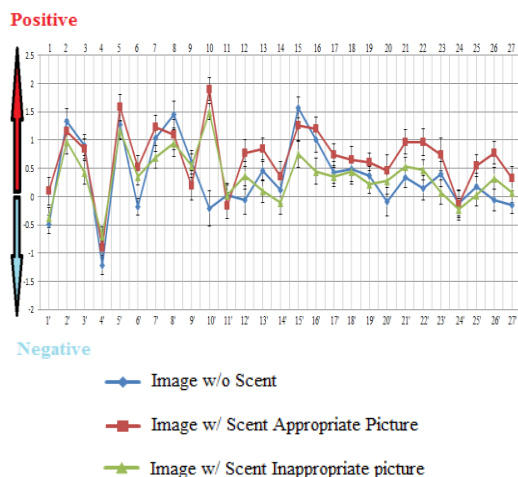 Positive
1 2 3 4 5 6 7 8 9 10 11 12 13 14 15 16 17 18 19 20 21 22 23 24 25 26 27
2.5
2
1.5
1
0.5
0
-0.5
-1
-1.5
-2
1' 2' 3' 4' 5' 6' 7' 8' 9' 10' 11' 12' 13' 14' 15' 16' 17' 18' 19' 20' 21' 22' 23' 24' 25' 26' 27'
Negative
Image w/o Scent
Image w/ Scent Appropriate Picture
Image w/ Scent Inappropriate picture